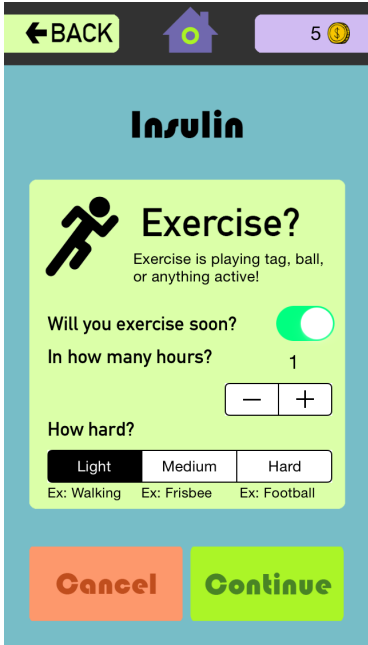 BACK
5
Insulin
Exercise?
Exercise is playing tag, ball,
or anything active!
Will you exercise soon?
In how many hours?
1
− +
How hard?
Light Medium Hard
Ex: Walking Ex: Frisbee Ex: Football
Cancel Continue